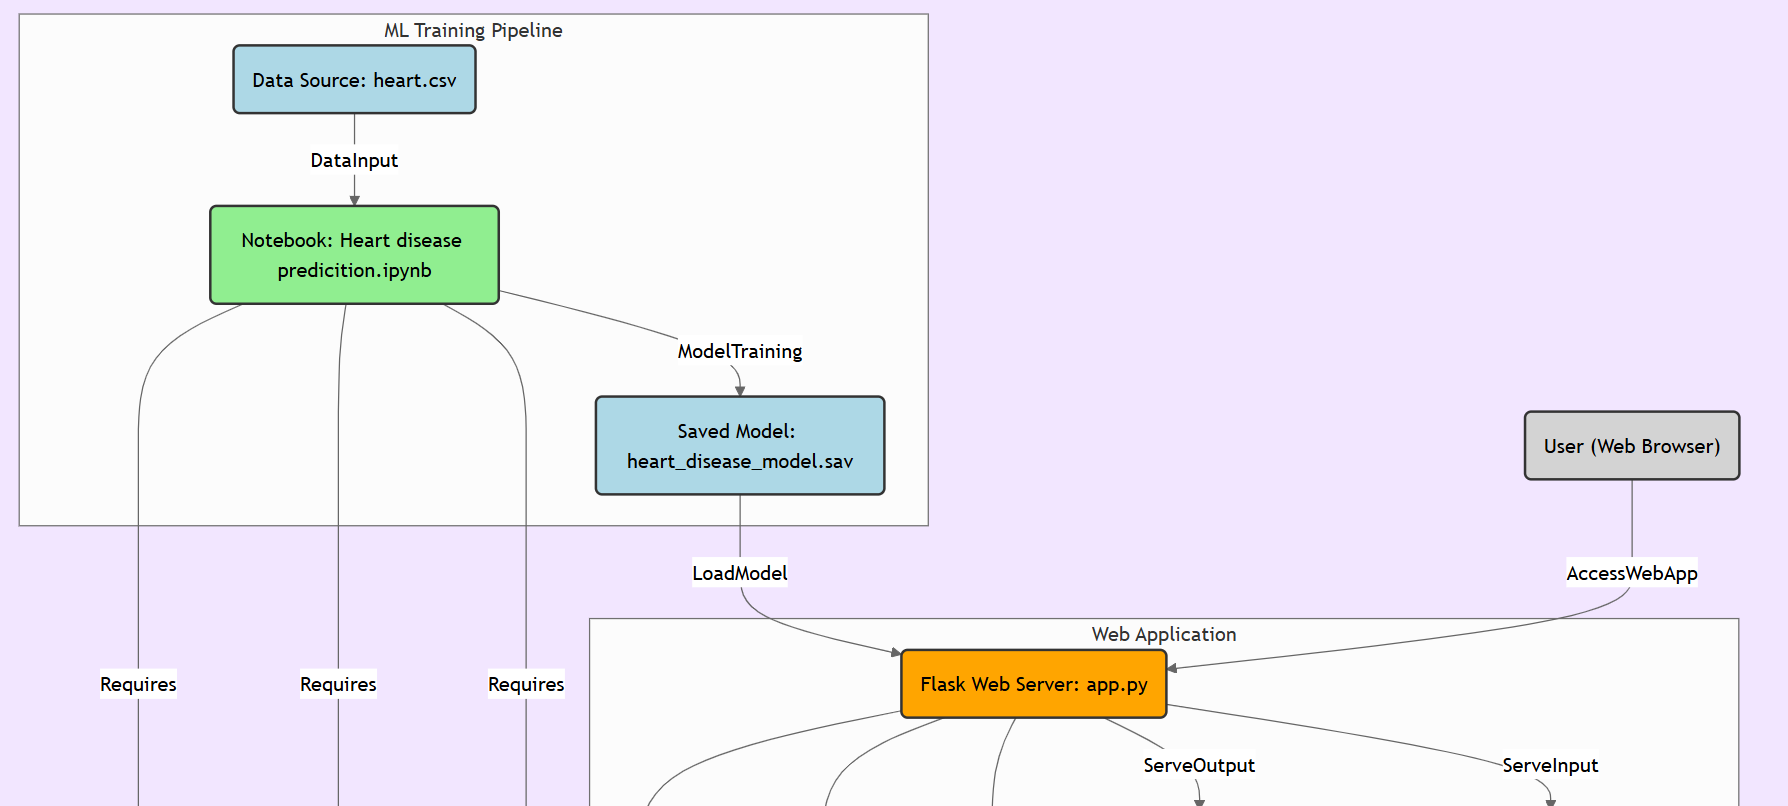 ML Training Pipeline
Data Source: heart.csv
DataInput
Notebook: Heart disease
predicition.ipynb
ModelTraining
Saved Model:
heart_disease_model.sav
User (Web Browser)
LoadModel
AccessWebApp
Web Application
Requires
Requires
Requires
Flask Web Server: app.py
ServeOutput
ServeInput